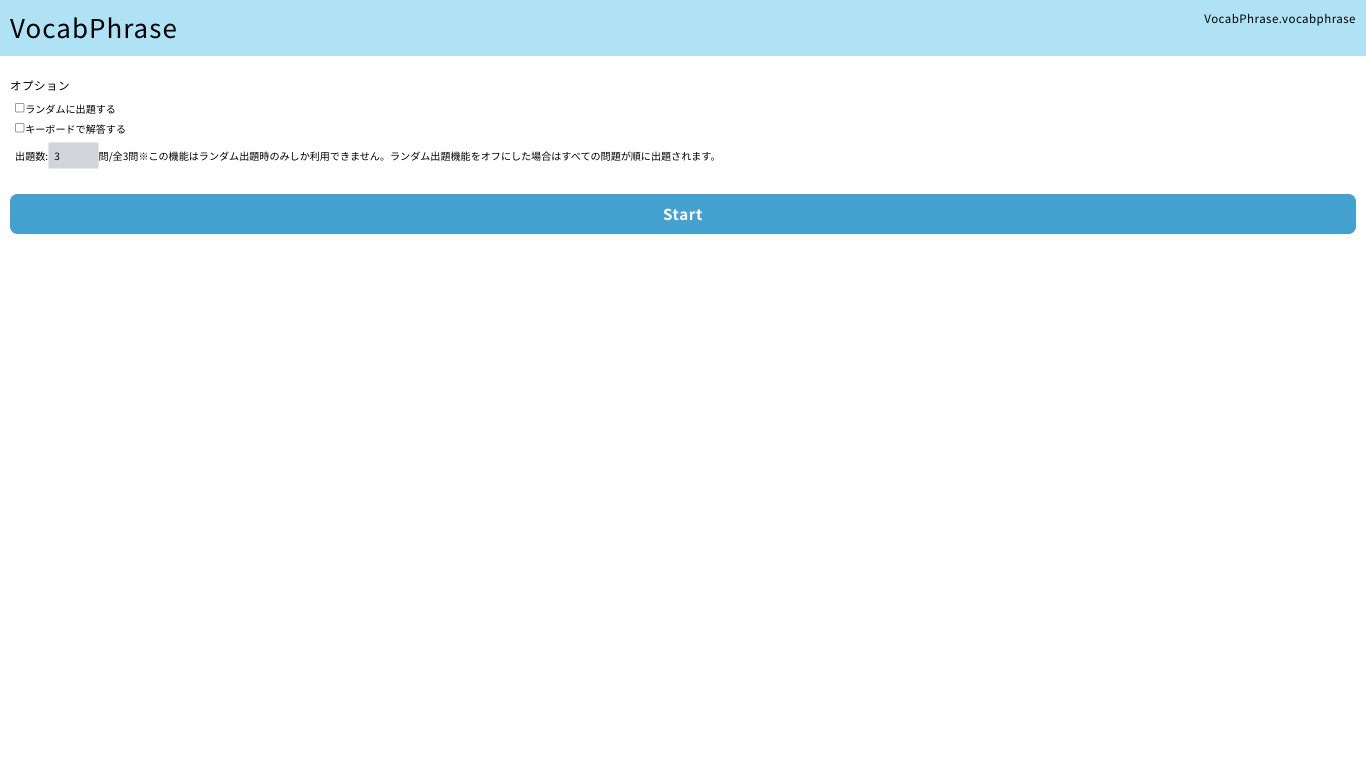 VocabPhrase
VocabPhrase.vocabphrase
オプション
ランダムに出題する
キーボードで解答する
出題数: 3 問/全3問※この機能はランダム出題時のみしか利用できません。ランダム出題機能をオフにした場合はすべての問題が順に出題されます。
Start